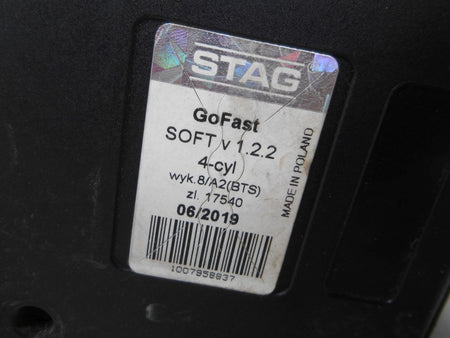 STAG
GoFast
SOFT v 1.2.2
4-cyl
wyk.8/A2(BTS)
zl. 17540
06/2019
MADE IN POLAND
1007958837